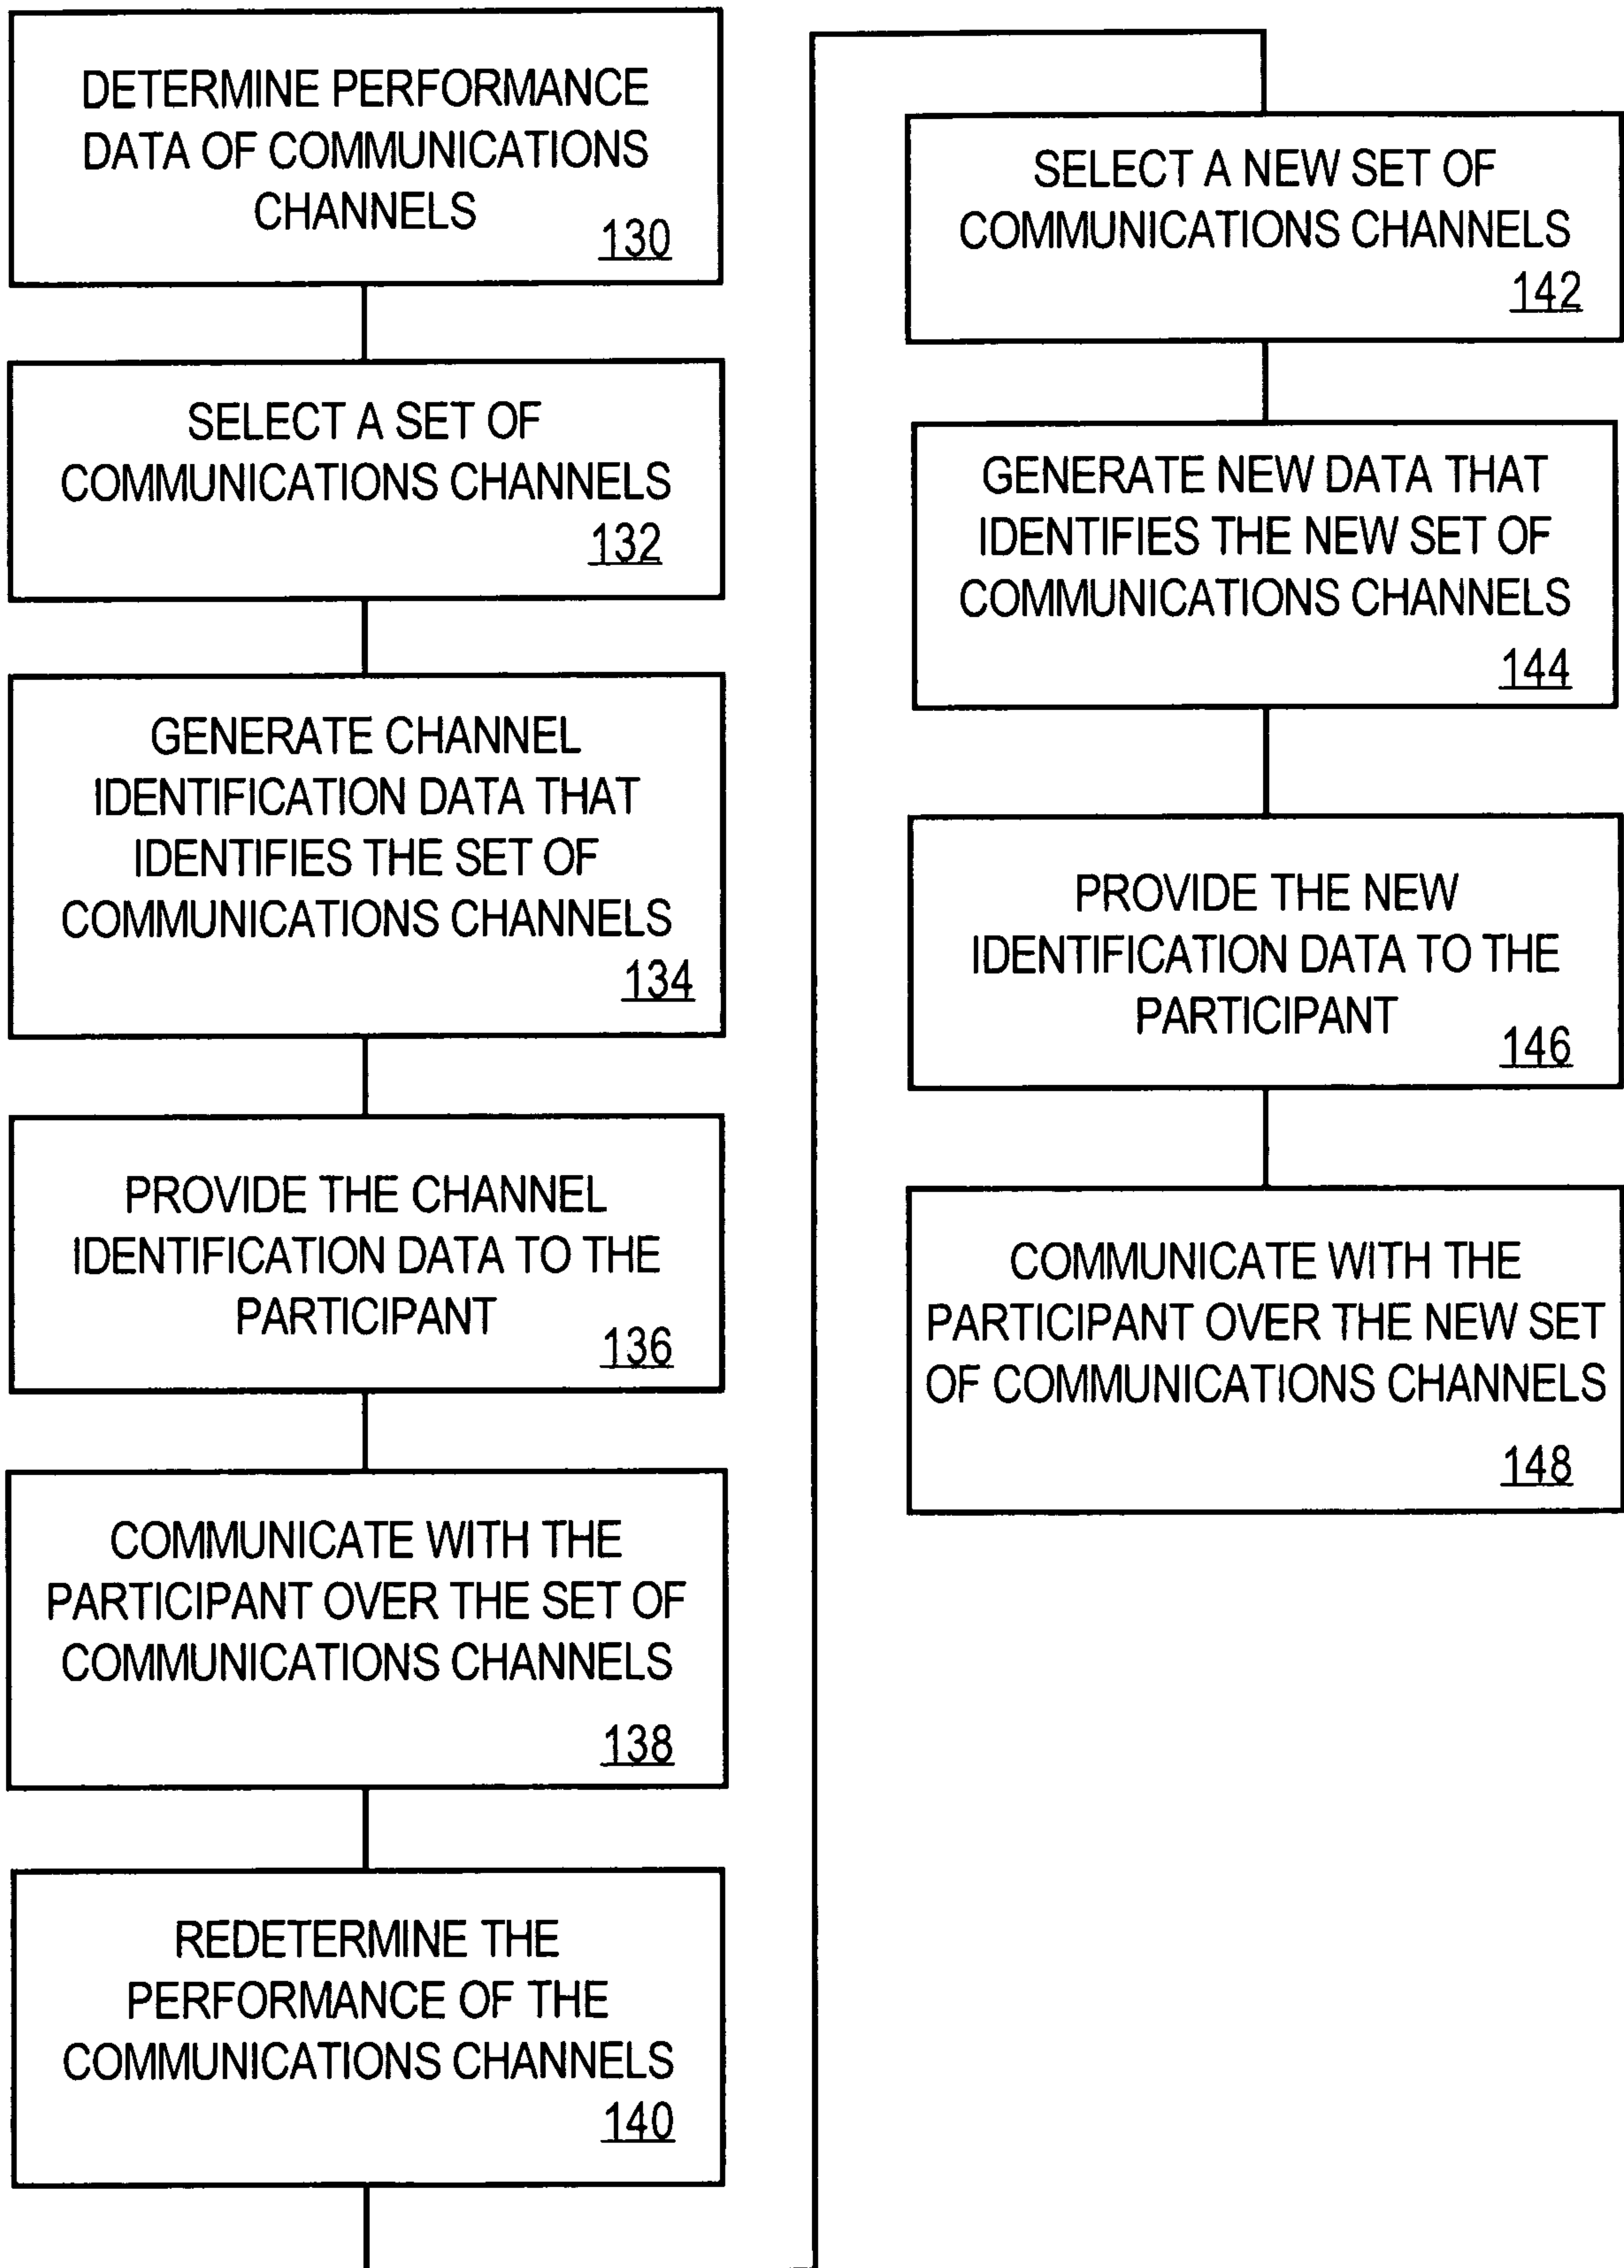 DETERMINE PERFORMANCE
DATA OF COMMUNICATIONS
CHANNELS
130
SELECT A SET OF
COMMUNICATIONS CHANNELS
132
GENERATE CHANNEL
IDENTIFICATION DATA THAT
IDENTIFIES THE SET OF
COMMUNICATIONS CHANNELS
134
PROVIDE THE CHANNEL
IDENTIFICATION DATA TO THE
PARTICIPANT
136
COMMUNICATE WITH THE
PARTICIPANT OVER THE SET OF
COMMUNICATIONS CHANNELS
138
REDETERMINE THE
PERFORMANCE OF THE
COMMUNICATIONS CHANNELS
140
SELECT A NEW SET OF
COMMUNICATIONS CHANNELS
142
GENERATE NEW DATA THAT
IDENTIFIES THE NEW SET OF
COMMUNICATIONS CHANNELS
144
PROVIDE THE NEW
IDENTIFICATION DATA TO THE
PARTICIPANT
146
COMMUNICATE WITH THE
PARTICIPANT OVER THE NEW SET
OF COMMUNICATIONS CHANNELS
148